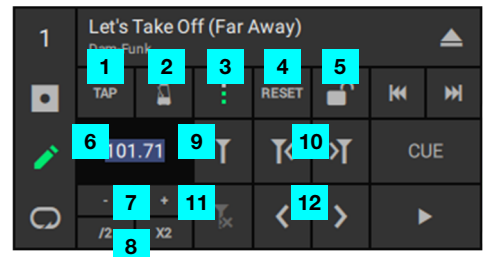 1
Let's Take Off (Far Away)
Dam-Funk
1 2 3 4 5
TAP RESET
6 101.71 9 10 CUE
- 7 + 11 12
/2 8 X2